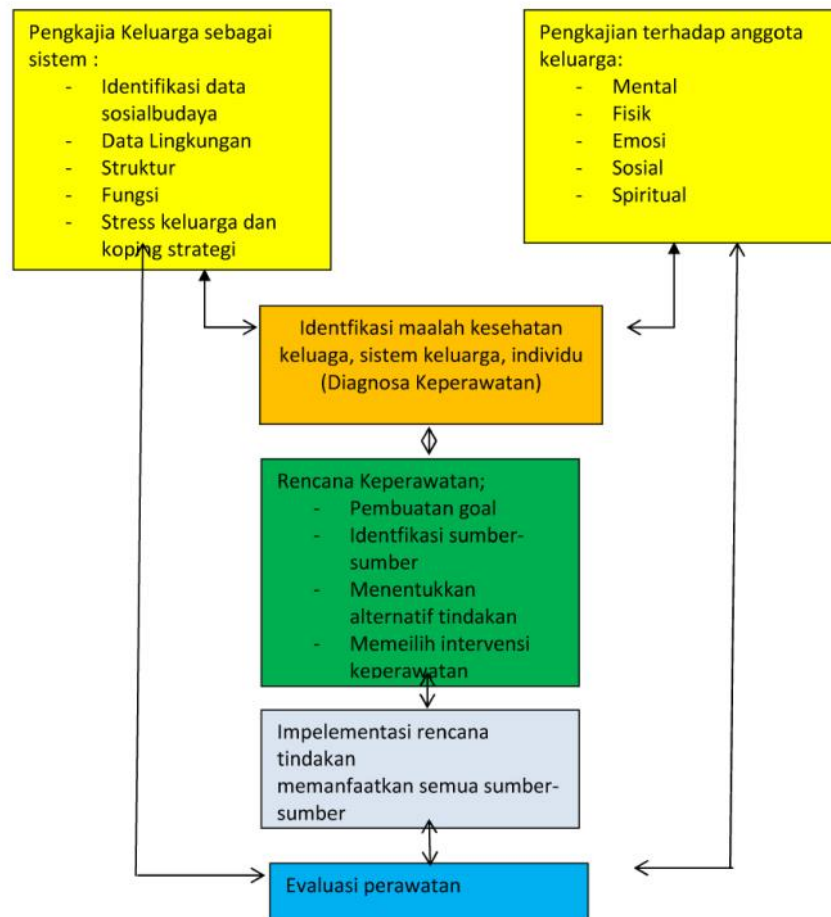 Pengkajia Keluarga sebagai
sistem :
- Identifikasi data
sosialbudaya
- Data Lingkungan
- Struktur
- Fungsi
- Stress keluarga dan
koping strategi
Pengkajian terhadap anggota
keluarga:
- Mental
- Fisik
- Emosi
- Sosial
- Spiritual
Identfikasi maalah kesehatan
keluaga, sistem keluarga, individu
(Diagnosa Keperawatan)
Rencana Keperawatan;
- Pembuatan goal
- Identfikasi sumber-
sumber
- Menentukkan
alternatif tindakan
- Memeilih intervensi
keperawatan
Impelementasi rencana
tindakan
memanfaatkan semua sumber-
sumber
Evaluasi perawatan